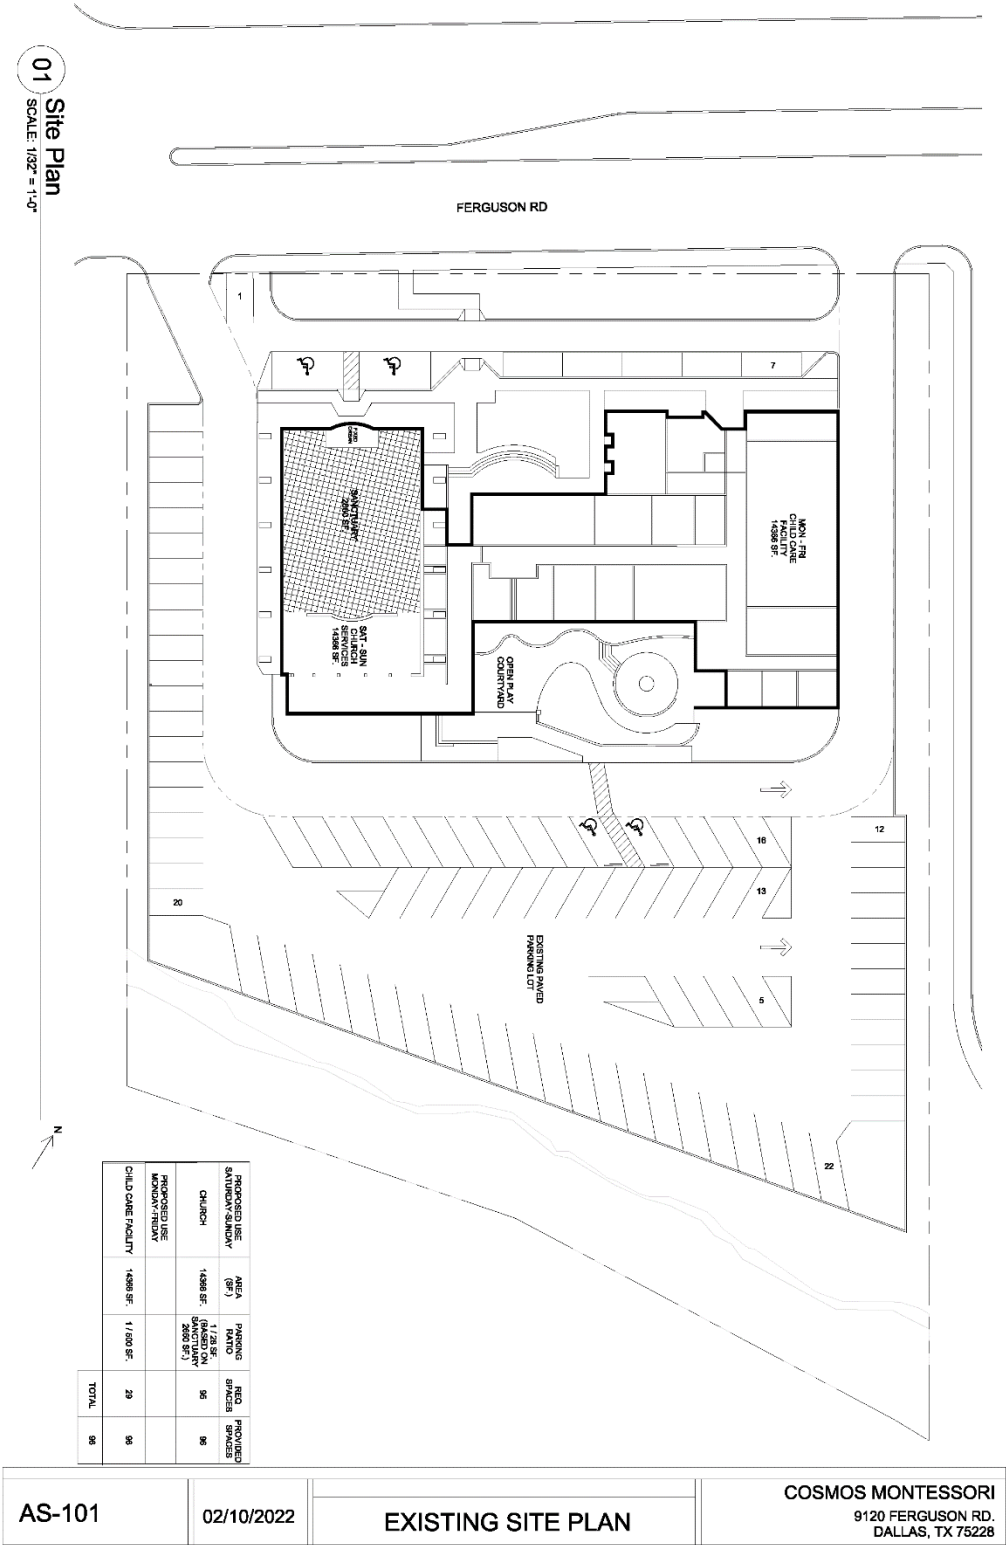 01
Site Plan
SCALE: 1/32" = 1'-0"
FERGUSON RD
1
7
FIXED
CHAIRS
SANCTUARY
2660 SF.
SAT - SUN
CHURCH
SERVICES
14366 SF.
MON - FRI
CHILD CARE
FACILITY
14366 SF.
OPEN PLAY
COURTYARD
16
12
13
20
EXISTING PAVED
PARKING LOT
5
22
N
PROPOSED USE
SATURDAY-SUNDAY
AREA
(SF.)
PARKING
RATIO
REQ
SPACES
PROVIDED
SPACES
CHURCH
14366 SF.
1 / 28 SF.
(BASED ON
SANCTUARY
2660 SF.)
95
96
PROPOSED USE
MONDAY-FRIDAY
CHILD CARE FACILITY
14366 SF.
1 / 500 SF.
29
96
TOTAL
96
AS-101
02/10/2022
EXISTING SITE PLAN
COSMOS MONTESSORI
9120 FERGUSON RD.
DALLAS, TX 75228